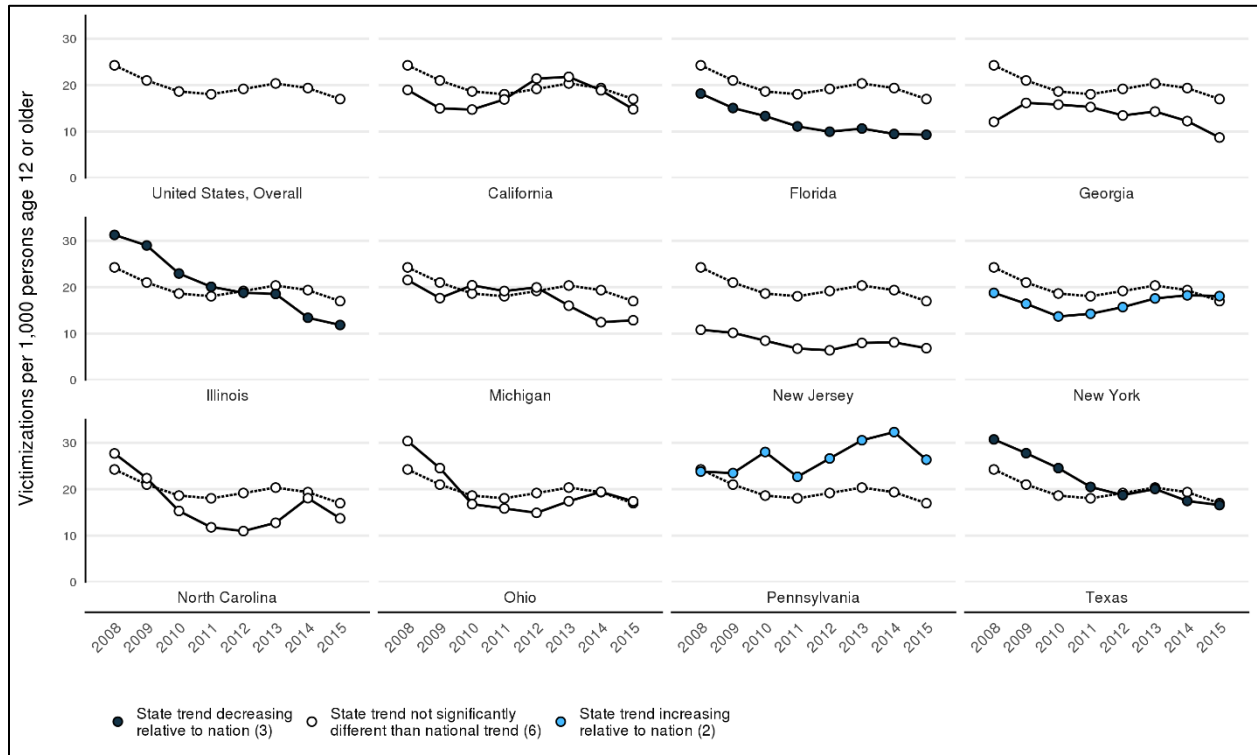 Victimizations per 1,000 persons age 12 or older
30
20
10
0
United States, Overall
California
Florida
Georgia
30
20
10
0
Illinois
Michigan
New Jersey
New York
30
20
10
0
North Carolina
Ohio
Pennsylvania
Texas
2008 2009 2010 2011 2012 2013 2014 2015
2008 2009 2010 2011 2012 2013 2014 2015
2008 2009 2010 2011 2012 2013 2014 2015
2008 2009 2010 2011 2012 2013 2014 2015
State trend decreasing
relative to nation (3)
State trend not significantly
different than national trend (6)
State trend increasing
relative to nation (2)